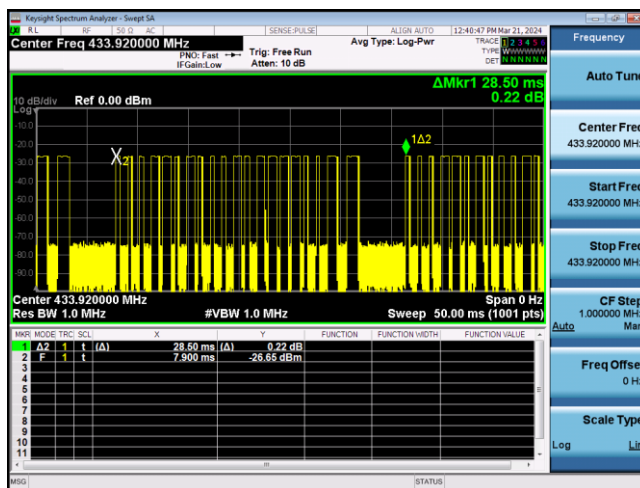 Keysight Spectrum Analyzer - Swept SA
RL RF 50 Ω AC SENSE:PULSE ALIGN AUTO 12:40:47 PM Mar 21, 2024
Center Freq 433.920000 MHz
PNO: Fast
IFGain:Low
Trig: Free Run
Atten: 10 dB
Avg Type: Log-Pwr
TRACE 1 2 3 4 5 6
TYPE
DET N N N N N N
ΔMkr1 28.50 ms
0.22 dB
10 dB/div Ref 0.00 dBm
Log
-10.0
-20.0
-30.0
-40.0
-50.0
-60.0
-70.0
-80.0
-90.0
X2
1Δ2
Center 433.920000 MHz Span 0 Hz
Res BW 1.0 MHz #VBW 1.0 MHz Sweep 50.00 ms (1001 pts)
MKR MODE TRC SCL X Y FUNCTION FUNCTION WIDTH FUNCTION VALUE
1 Δ2 1 t (Δ) 28.50 ms (Δ) 0.22 dB
2 F 1 t 7.900 ms -26.65 dBm
3
4
5
6
7
8
9
10
11
MSG STATUS
Frequency
Auto Tune
Center Freq
433.920000 MHz
Start Freq
433.920000 MHz
Stop Freq
433.920000 MHz
CF Step
1.000000 MHz
Auto Man
Freq Offset
0 Hz
Scale Type
Log Lin